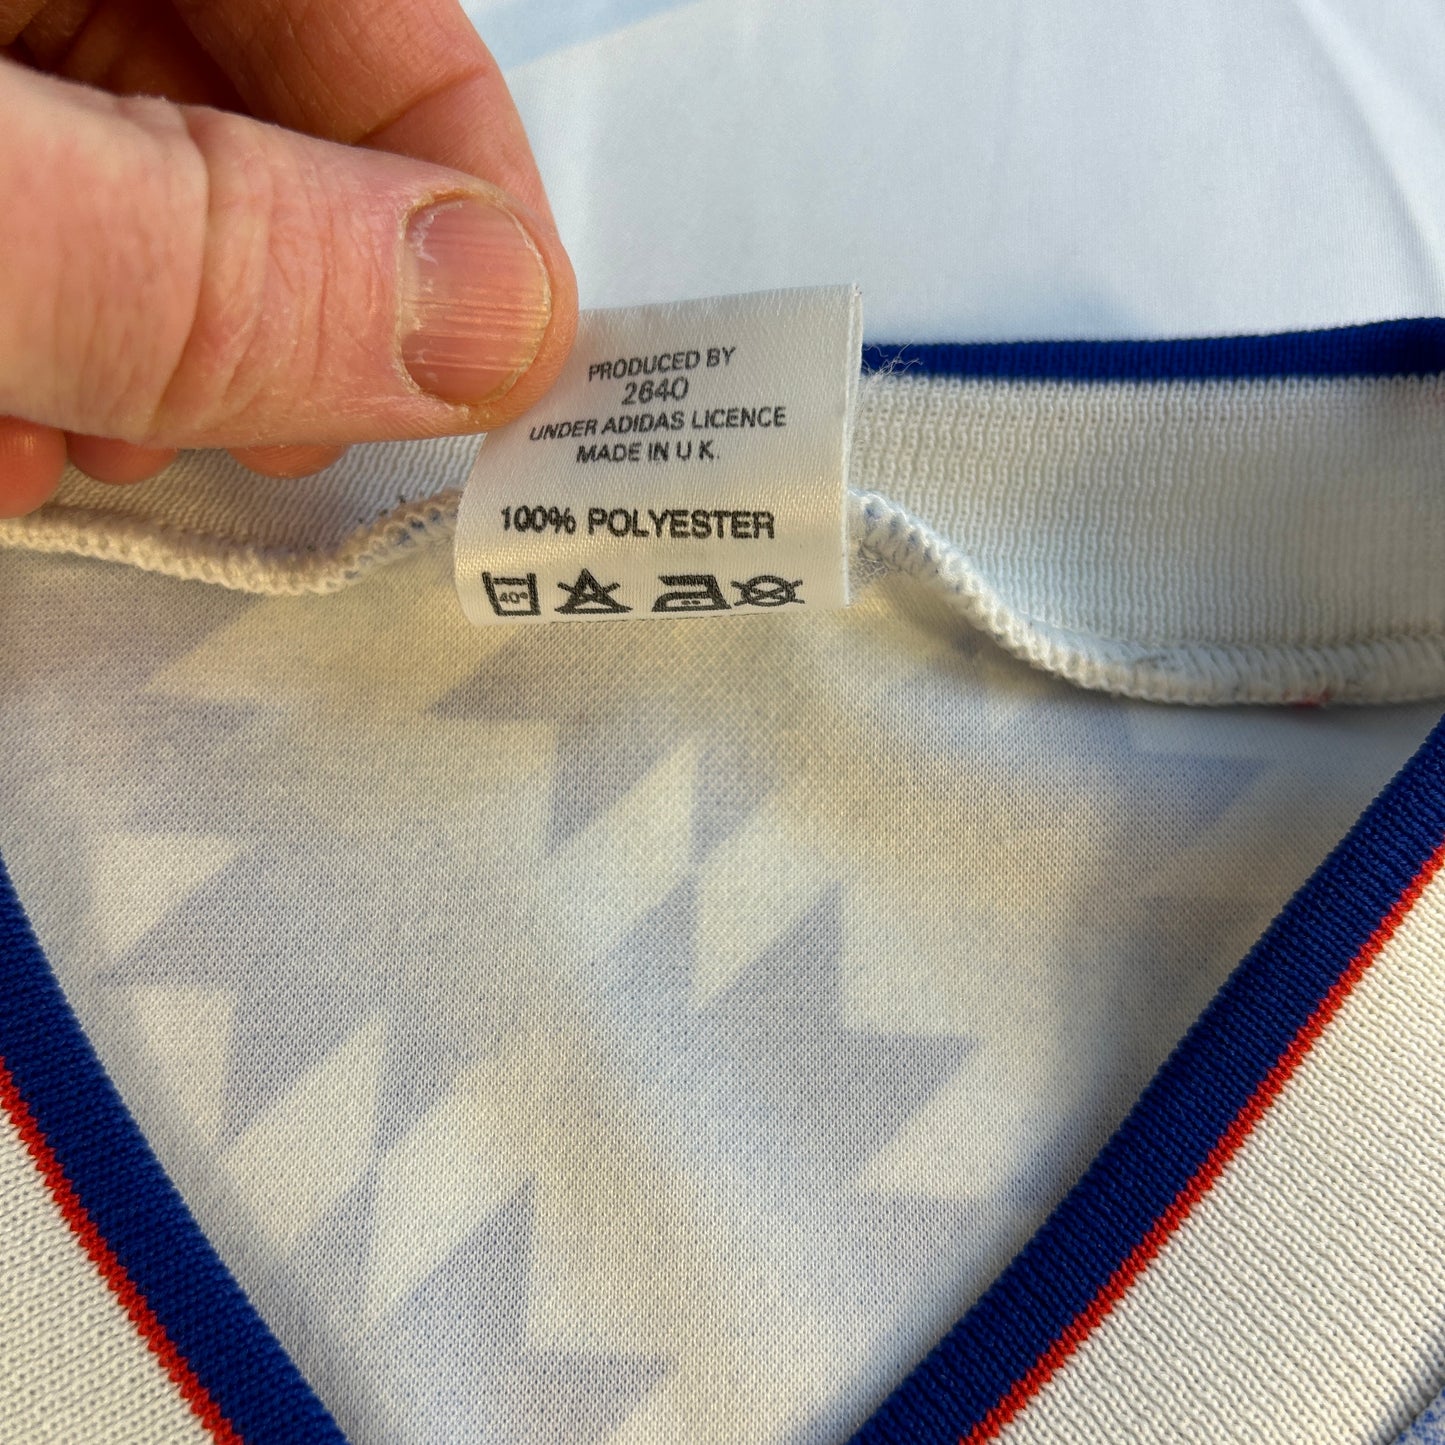 PRODUCED BY
2640
UNDER ADIDAS LICENCE
MADE IN U K.
100% POLYESTER
40°